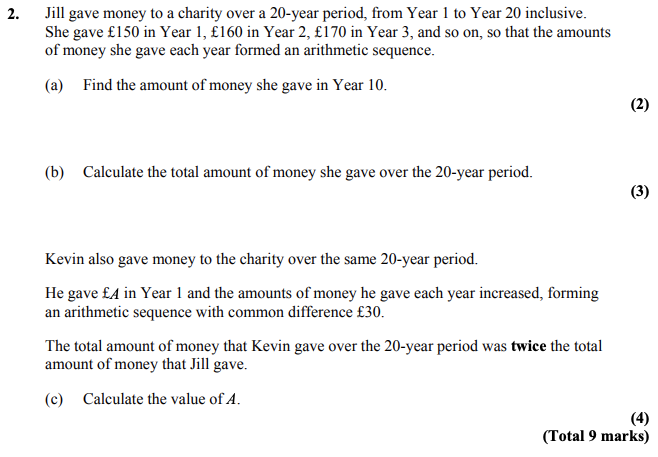 2. Jill gave money to a charity over a 20-year period, from Year 1 to Year 20 inclusive.
She gave £150 in Year 1, £160 in Year 2, £170 in Year 3, and so on, so that the amounts
of money she gave each year formed an arithmetic sequence.
(a) Find the amount of money she gave in Year 10.
(2)
(b) Calculate the total amount of money she gave over the 20-year period.
(3)
Kevin also gave money to the charity over the same 20-year period.
He gave £A in Year 1 and the amounts of money he gave each year increased, forming
an arithmetic sequence with common difference £30.
The total amount of money that Kevin gave over the 20-year period was twice the total
amount of money that Jill gave.
(c) Calculate the value of A.
(4)
(Total 9 marks)